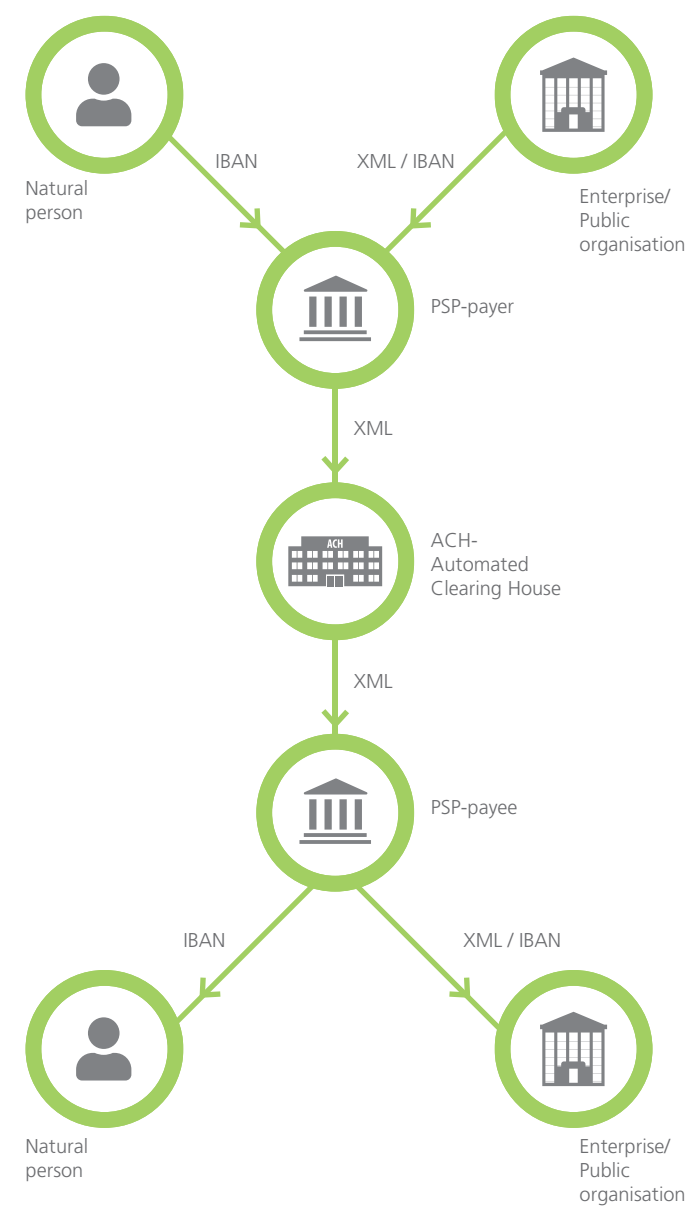 IBAN
XML / IBAN
Natural
person
Enterprise/
Public
organisation
PSP-payer
XML
ACH
ACH-
Automated
Clearing House
XML
PSP-payee
IBAN
XML / IBAN
Natural
person
Enterprise/
Public
organisation